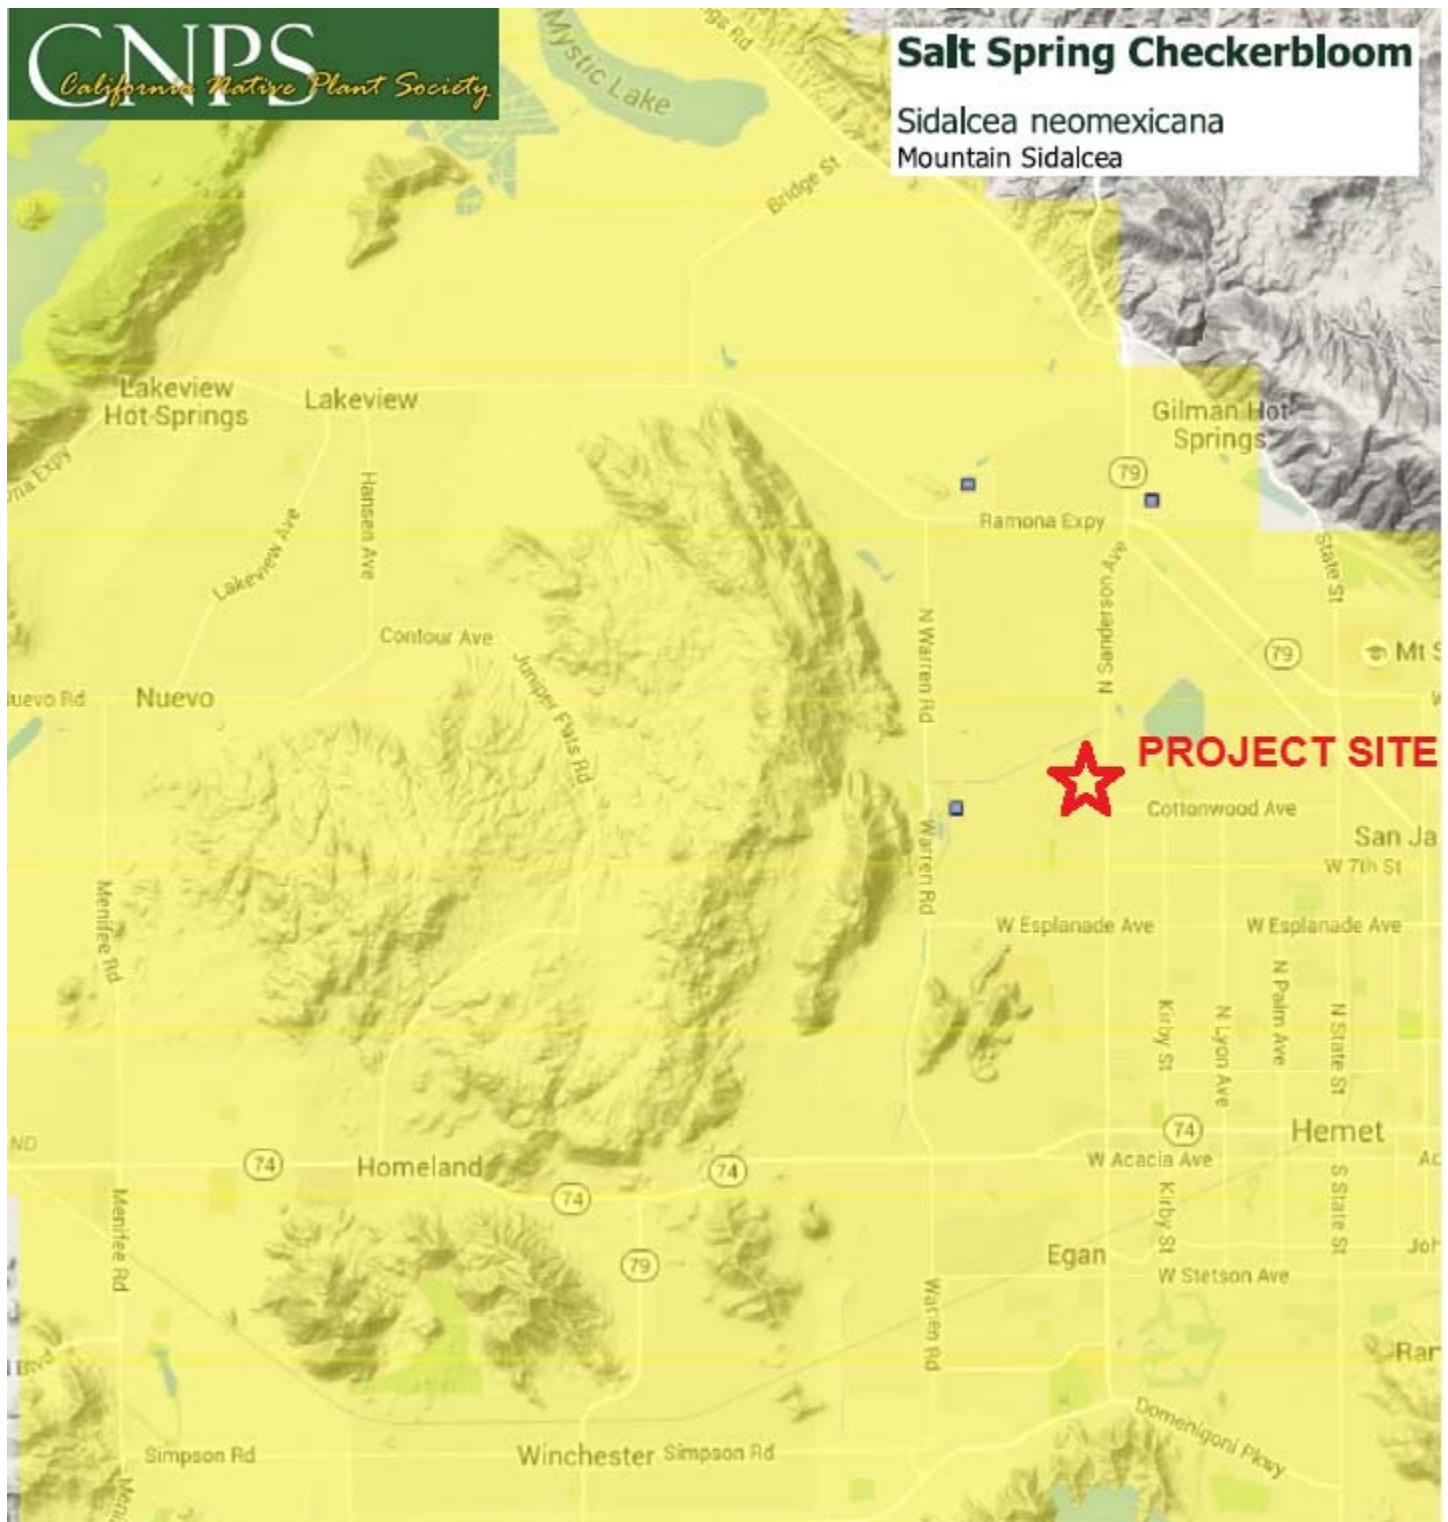 CNPS
California Native Plant Society
Mystic Lake
Salt Spring Checkerbloom
Sidalcea neomexicana
Mountain Sidalcea
Bridge St
Lakeview
Hot Springs
Lakeview
Gilman Hot
Springs
79
Ramona Expy
Expy
Lakeview Ave
Hansen Ave
State St
N Sanderson Ave
N Warren Rd
Contour Ave
Juniper Flats Rd
79
Mt S
Nuevo
PROJECT SITE
Cottonwood Ave
San Ja
W 7th St
Warren Rd
Menifee Rd
W Esplanade Ave
W Esplanade Ave
Kirby St
N Lyon Ave
N Palm Ave
N State St
74
Hemet
74
Homeland
74
74
W Acacia Ave
Menifee Rd
Kirby St
S State St
79
Egan
W Stetson Ave
Warren Rd
Domenigoni Pkwy
Simpson Rd
Winchester
Simpson Rd